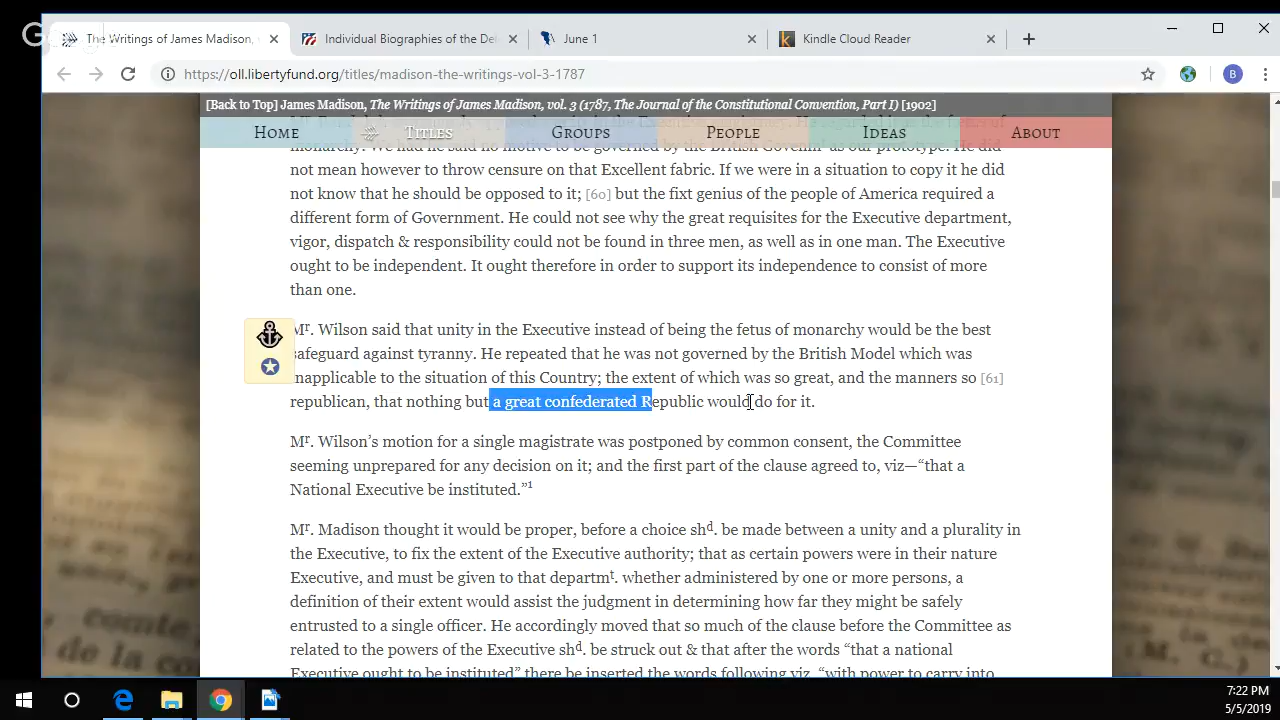 The Writings of James Madison,
Individual Biographies of the De
June 1
Kindle Cloud Reader
https://oll.libertyfund.org/titles/madison-the-writings-vol-3-1787
B
[Back to Top] James Madison, The Writings of James Madison, vol. 3 (1787, The Journal of the Constitutional Convention, Part I) [1902]
Home
Titles
Groups
People
Ideas
About
not mean however to throw censure on that Excellent fabric. If we were in a situation to copy it he did
not know that he should be opposed to it; [60] but the fixt genius of the people of America required a
different form of Government. He could not see why the great requisites for the Executive department,
vigor, dispatch & responsibility could not be found in three men, as well as in one man. The Executive
ought to be independent. It ought therefore in order to support its independence to consist of more
than one.
Mr. Wilson said that unity in the Executive instead of being the fetus of monarchy would be the best
safeguard against tyranny. He repeated that he was not governed by the British Model which was
inapplicable to the situation of this Country; the extent of which was so great, and the manners so [61]
republican, that nothing but a great confederated Republic would do for it.
Mr. Wilson’s motion for a single magistrate was postponed by common consent, the Committee
seeming unprepared for any decision on it; and the first part of the clause agreed to, viz—“that a
National Executive be instituted.”1
Mr. Madison thought it would be proper, before a choice shd. be made between a unity and a plurality in
the Executive, to fix the extent of the Executive authority; that as certain powers were in their nature
Executive, and must be given to that departmt. whether administered by one or more persons, a
definition of their extent would assist the judgment in determining how far they might be safely
entrusted to a single officer. He accordingly moved that so much of the clause before the Committee as
related to the powers of the Executive shd. be struck out & that after the words “that a national
Executive ought to be instituted” there be inserted the words following viz, “with power to carry into
7:22 PM
5/5/2019